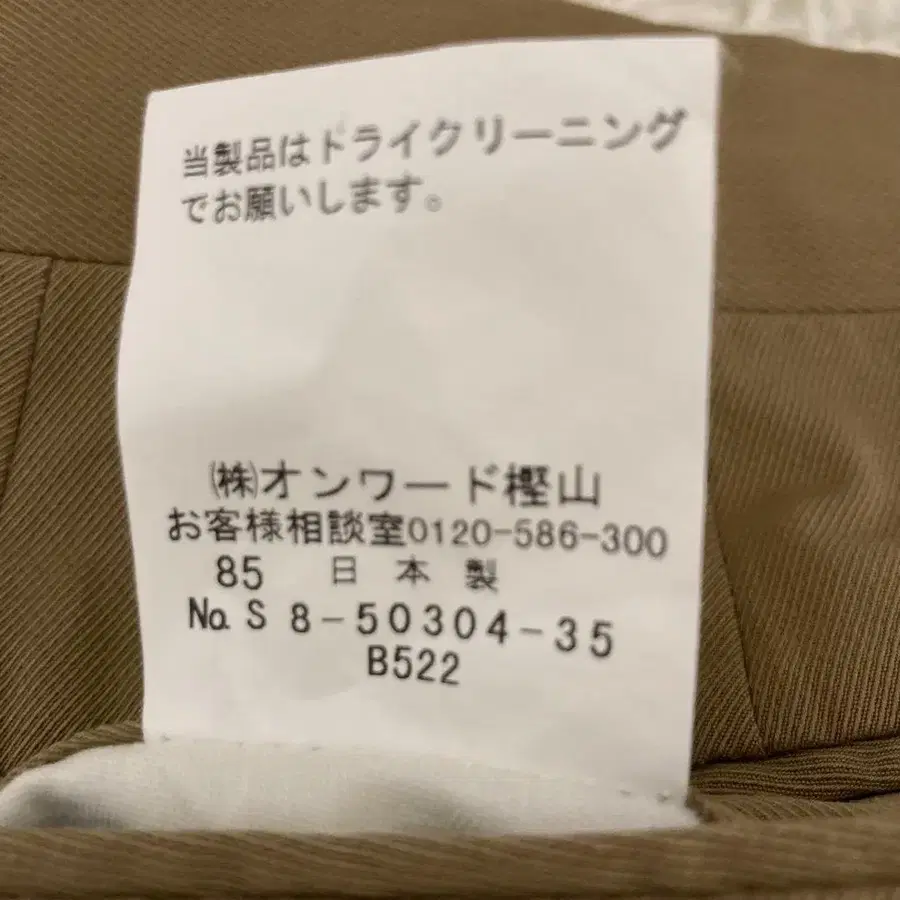 当製品はドライクリーニング
でお願いします。
㈱オンワード樫山
お客様相談室0120-586-300
85 日本製
№ S 8-50304-35
B522